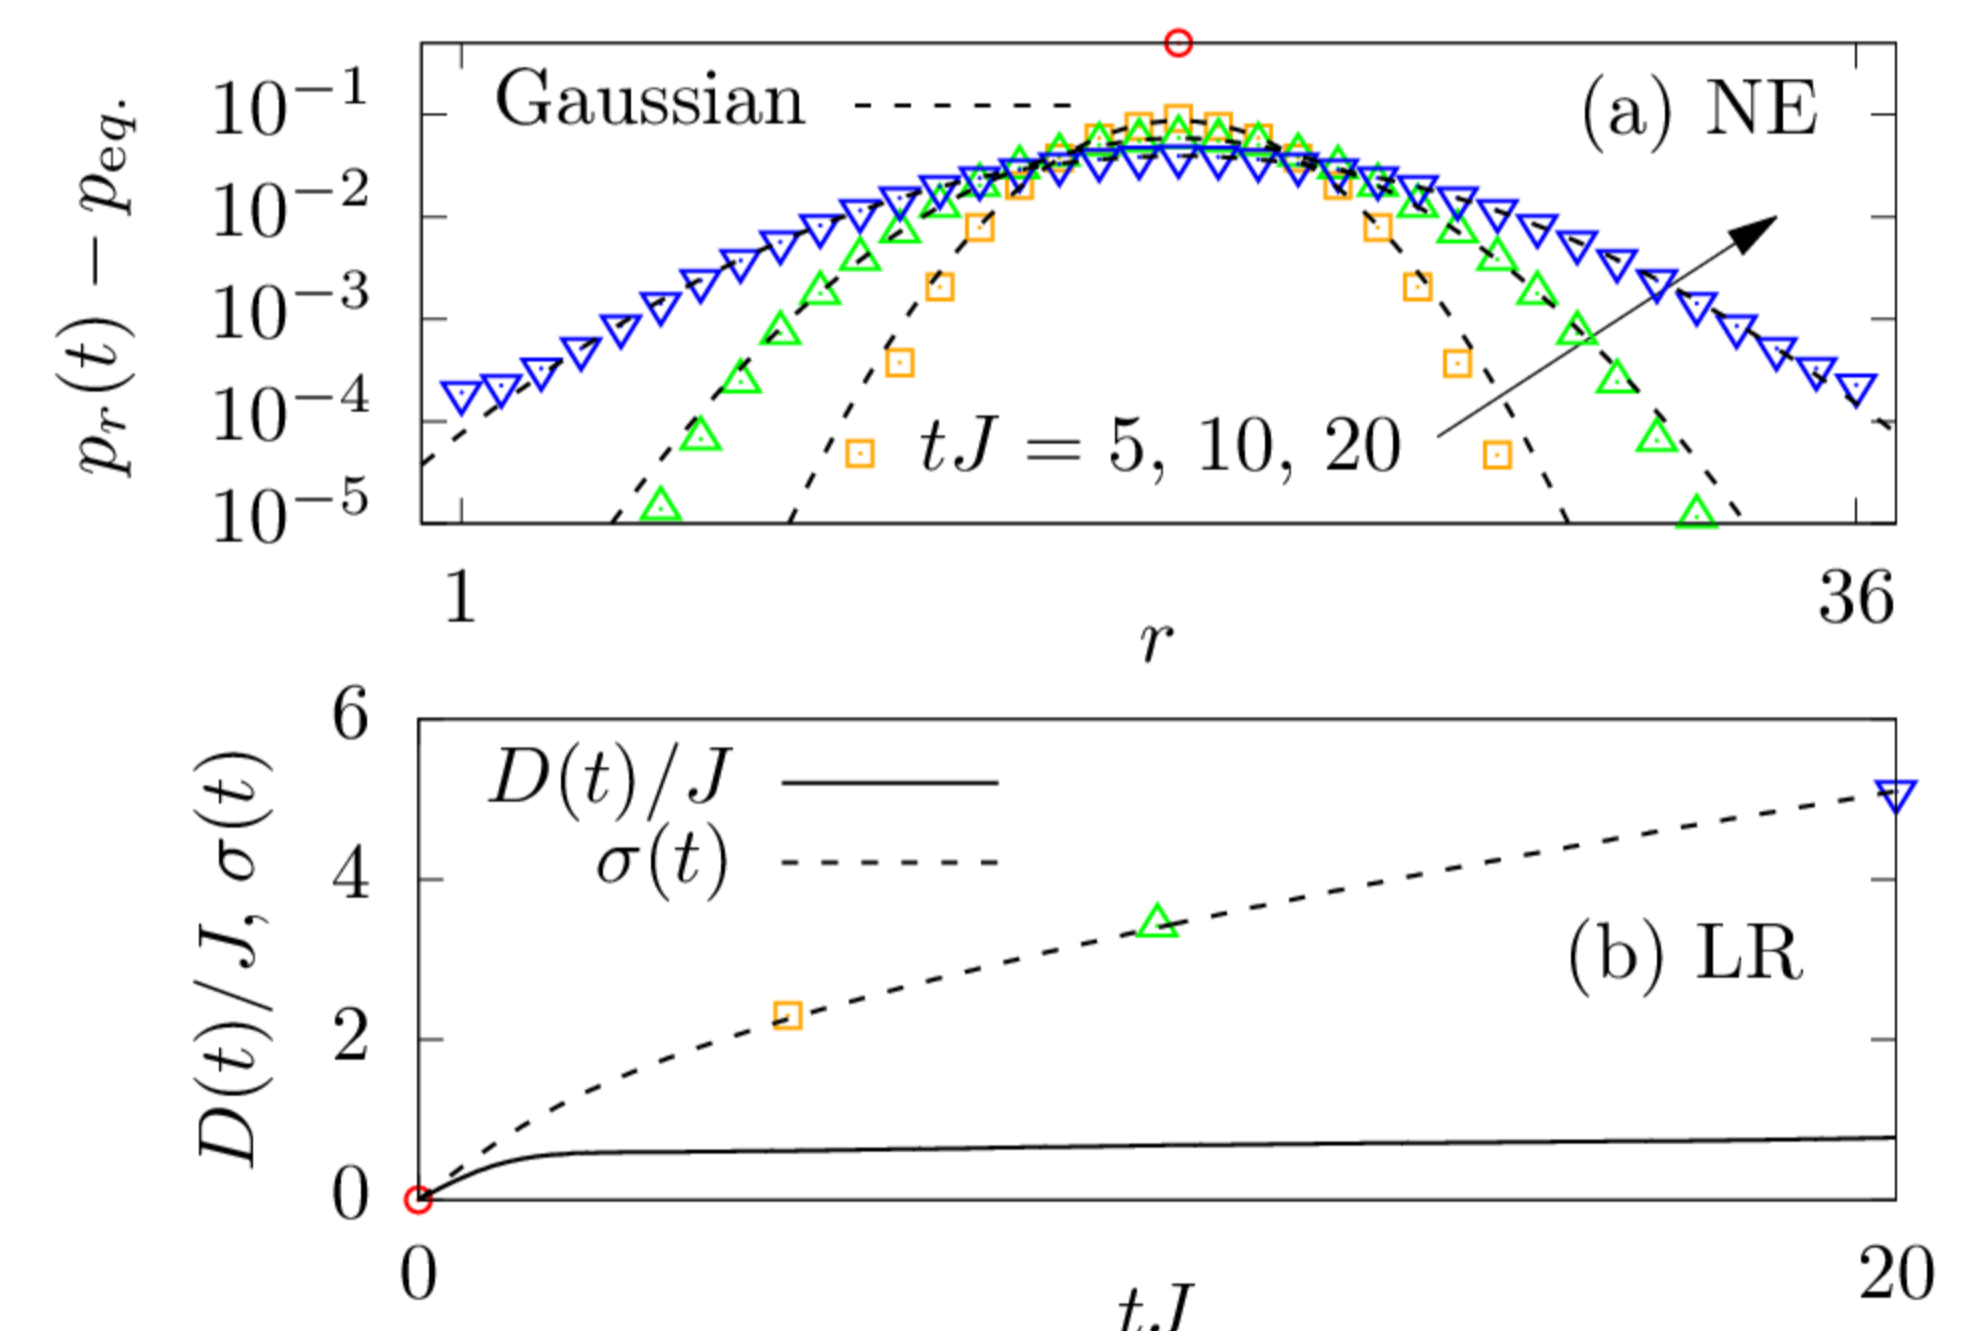 p_r(t) − p_eq.
10^−1
10^−2
10^−3
10^−4
10^−5
Gaussian
(a) NE
tJ = 5, 10, 20
1
36
r
D(t)/J, σ(t)
6
4
2
0
D(t)/J
σ(t)
(b) LR
0
20
tJ